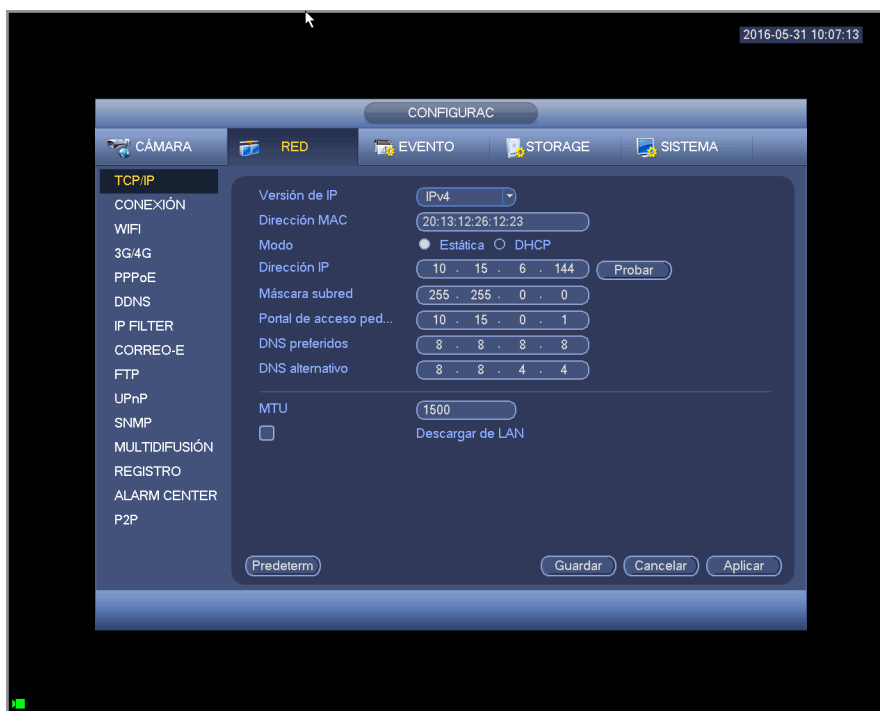 2016-05-31 10:07:13
CONFIGURAC
CÁMARA RED EVENTO STORAGE SISTEMA
TCP/IP
CONEXIÓN
WIFI
3G/4G
PPPoE
DDNS
IP FILTER
CORREO-E
FTP
UPnP
SNMP
MULTIDIFUSIÓN
REGISTRO
ALARM CENTER
P2P
Versión de IP IPv4
Dirección MAC 20:13:12:26:12:23
Modo Estática DHCP
Dirección IP 10 . 15 . 6 . 144 Probar
Máscara subred 255 . 255 . 0 . 0
Portal de acceso ped... 10 . 15 . 0 . 1
DNS preferidos 8 . 8 . 8 . 8
DNS alternativo 8 . 8 . 4 . 4
MTU 1500
Descargar de LAN
Predeterm Guardar Cancelar Aplicar